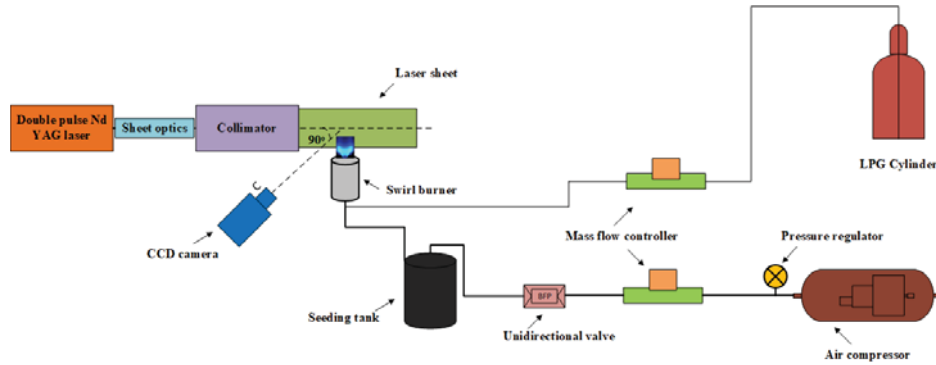 Laser sheet
Double pulse Nd
YAG laser
Sheet optics
Collimator
90⁰
LPG Cylinder
Swirl burner
CCD camera
Mass flow controller
Pressure regulator
BFP
Seeding tank
Unidirectional valve
Air compressor